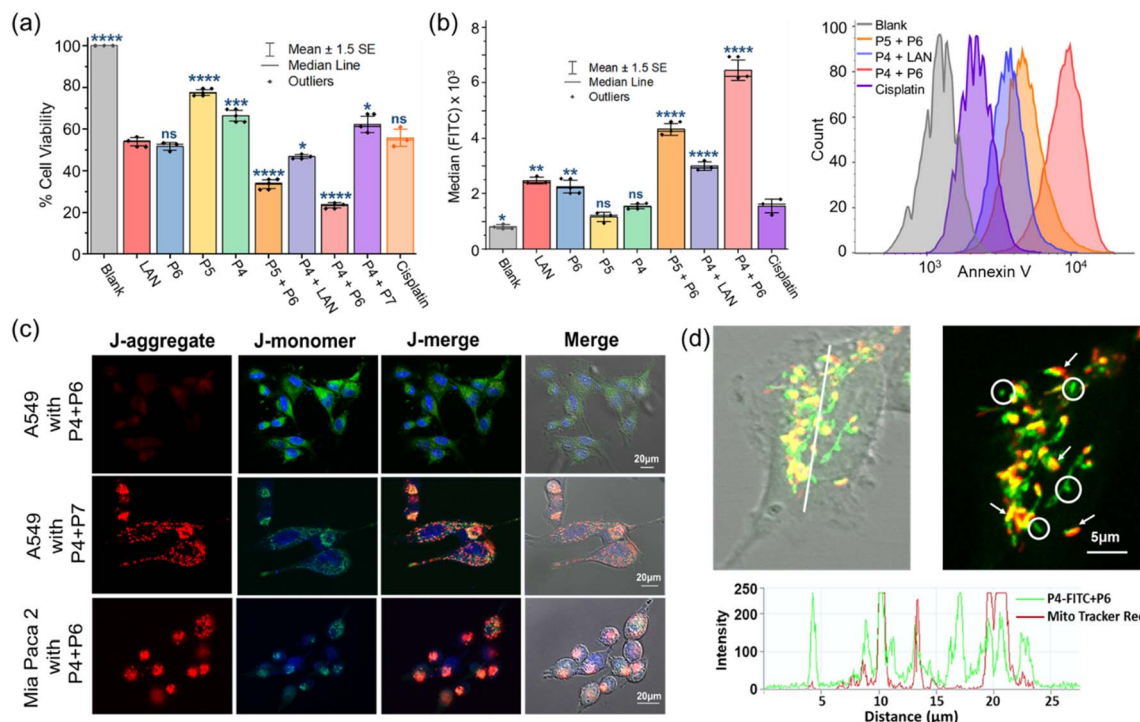 (a)
% Cell Viability
100
80
60
40
20
0
Mean ± 1.5 SE
Median Line
Outliers
****
ns
****
***
****
*
****
*
ns
Blank
LAN
P6
P5
P4
P5 + P6
P4 + LAN
P4 + P6
P4 + P7
Cisplatin
(b)
Median (FITC) x 10³
8
6
4
2
0
Mean ± 1.5 SE
Median Line
Outliers
*
**
**
ns
ns
****
****
****
Blank
LAN
P6
P5
P4
P5 + P6
P4 + LAN
P4 + P6
Cisplatin
Blank
P5 + P6
P4 + LAN
P4 + P6
Cisplatin
Count
100
80
60
40
20
0
10³
10⁴
Annexin V
(c)
J-aggregate
J-monomer
J-merge
Merge
A549
with
P4+P6
20µm
A549
with
P4+P7
20µm
Mia Paca 2
with
P4+P6
20µm
(d)
5µm
P4-FITC+P6
Mito Tracker Red
Intensity
250
200
100
0
5
10
15
20
25
Distance (µm)